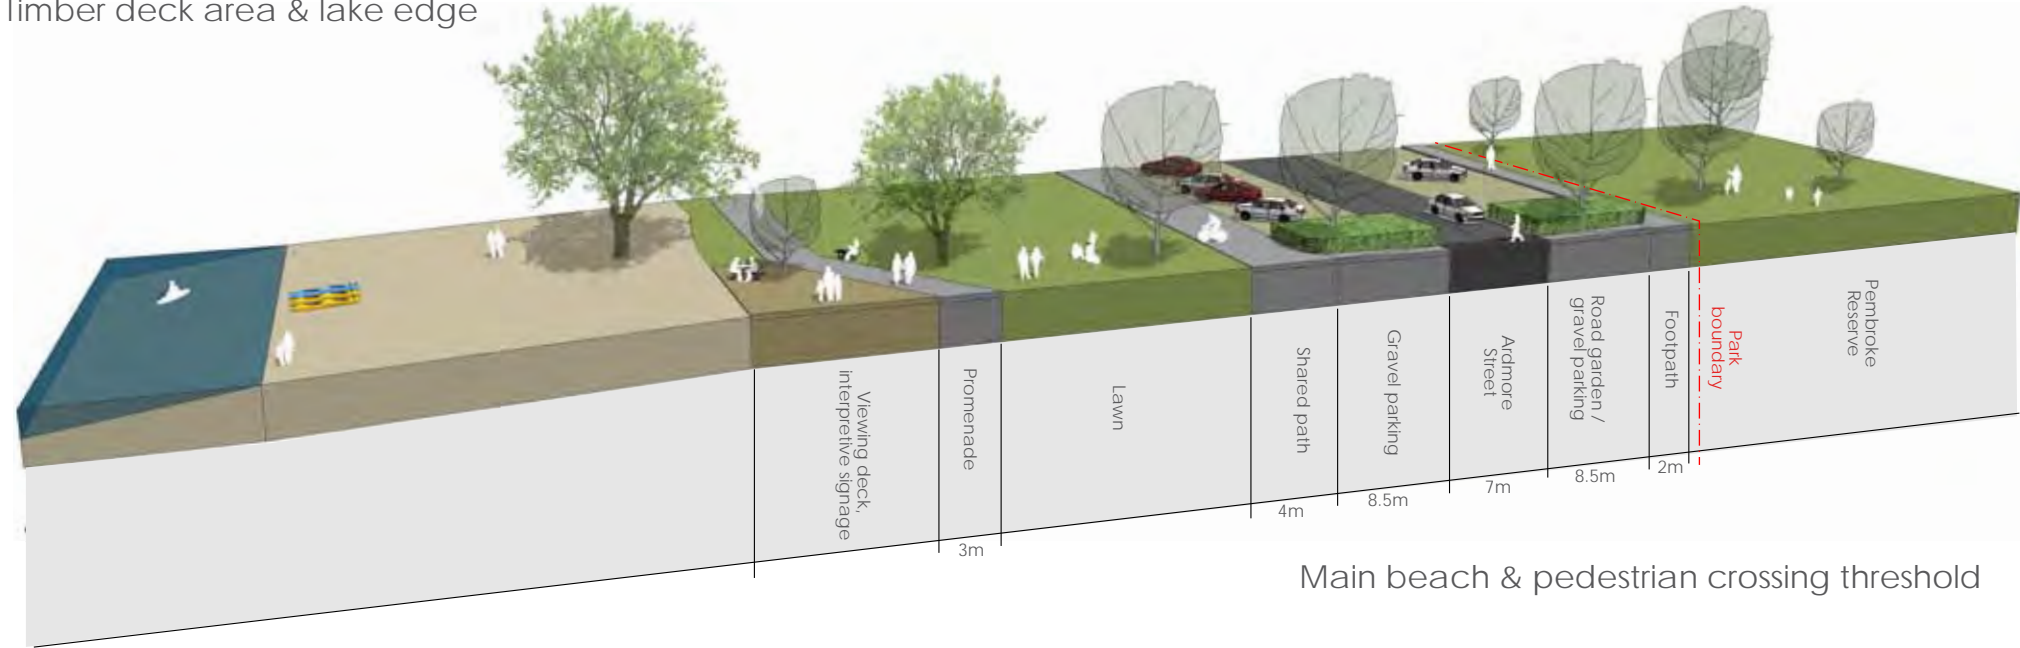 Timber deck area & lake edge
Viewing deck,
interpretive signage
Promenade
Lawn
Shared path
Gravel parking
Ardmore
Street
Road garden/
gravel parking
Footpath
Park
boundary
Pembroke
Reserve
3m
4m
8.5m
7m
8.5m
2m
Main beach & pedestrian crossing threshold